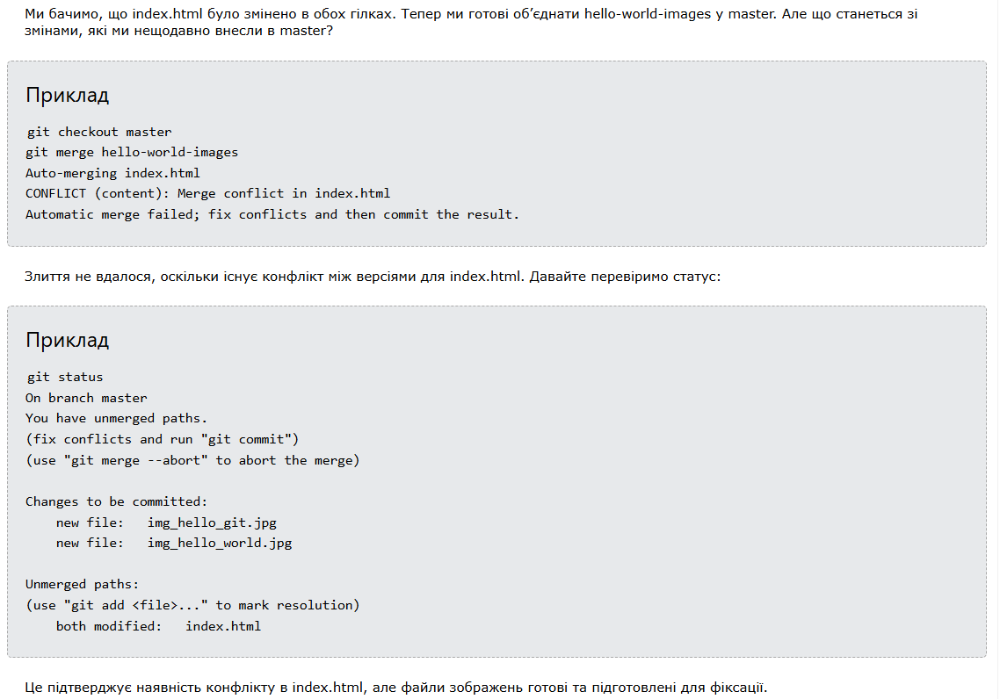 Ми бачимо, що index.html було змінено в обох гілках. Тепер ми готові об’єднати hello-world-images у master. Але що станеться зі
змінами, які ми нещодавно внесли в master?
Приклад
git checkout master
git merge hello-world-images
Auto-merging index.html
CONFLICT (content): Merge conflict in index.html
Automatic merge failed; fix conflicts and then commit the result.
Злиття не вдалося, оскільки існує конфлікт між версіями для index.html. Давайте перевіримо статус:
Приклад
git status
On branch master
You have unmerged paths.
(fix conflicts and run "git commit")
(use "git merge --abort" to abort the merge)
Changes to be committed:
new file:   img_hello_git.jpg
new file:   img_hello_world.jpg
Unmerged paths:
(use "git add <file>..." to mark resolution)
both modified:   index.html
Це підтверджує наявність конфлікту в index.html, але файли зображень готові та підготовлені для фіксації.